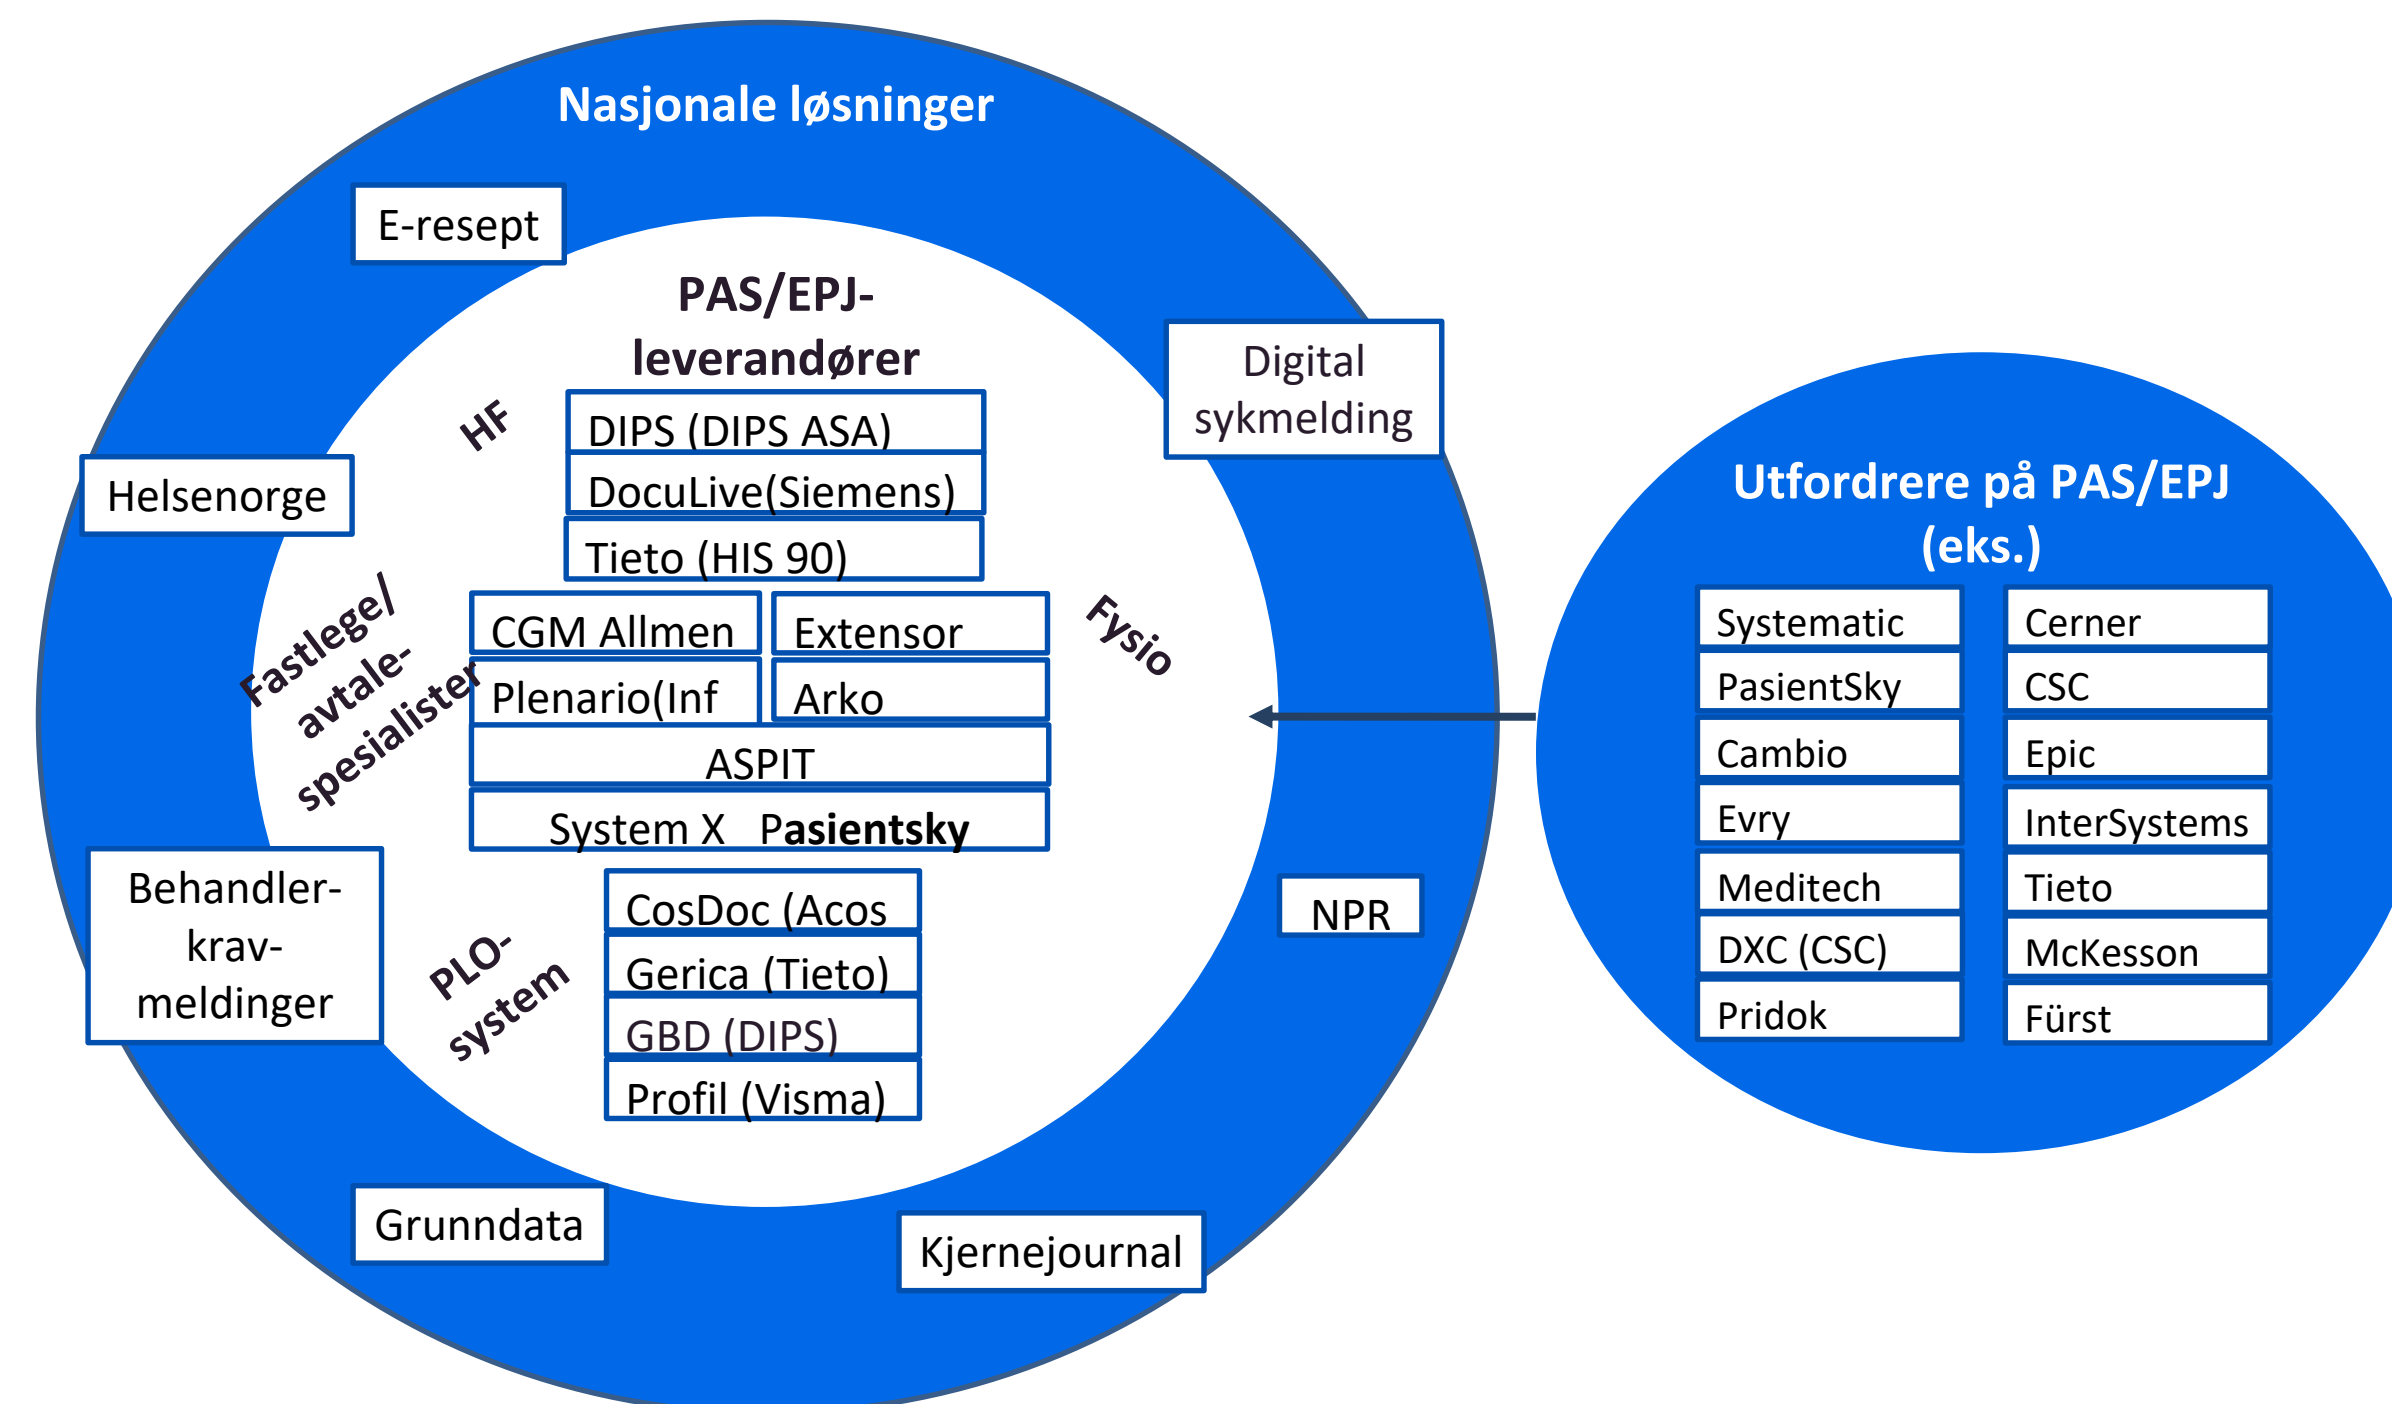 Nasjonale løsninger
E-resept
PAS/EPJ-
leverandører
Digital
sykmelding
HF
DIPS (DIPS ASA)
DocuLive(Siemens)
Tieto (HIS 90)
Helsenorge
Fastlege/
avtale-
spesialister
CGM Allmen
Extensor
Plenario(Inf
Arko
ASPIT
System X Pasientsky
Fysio
Behandler-
krav-
meldinger
PLO-
system
CosDoc (Acos
Gerica (Tieto)
GBD (DIPS)
Profil (Visma)
NPR
Grunndata
Kjernejournal
Utfordrere på PAS/EPJ
(eks.)
Systematic
PasientSky
Cambio
Evry
Meditech
DXC (CSC)
Pridok
Cerner
CSC
Epic
InterSystems
Tieto
McKesson
Fürst